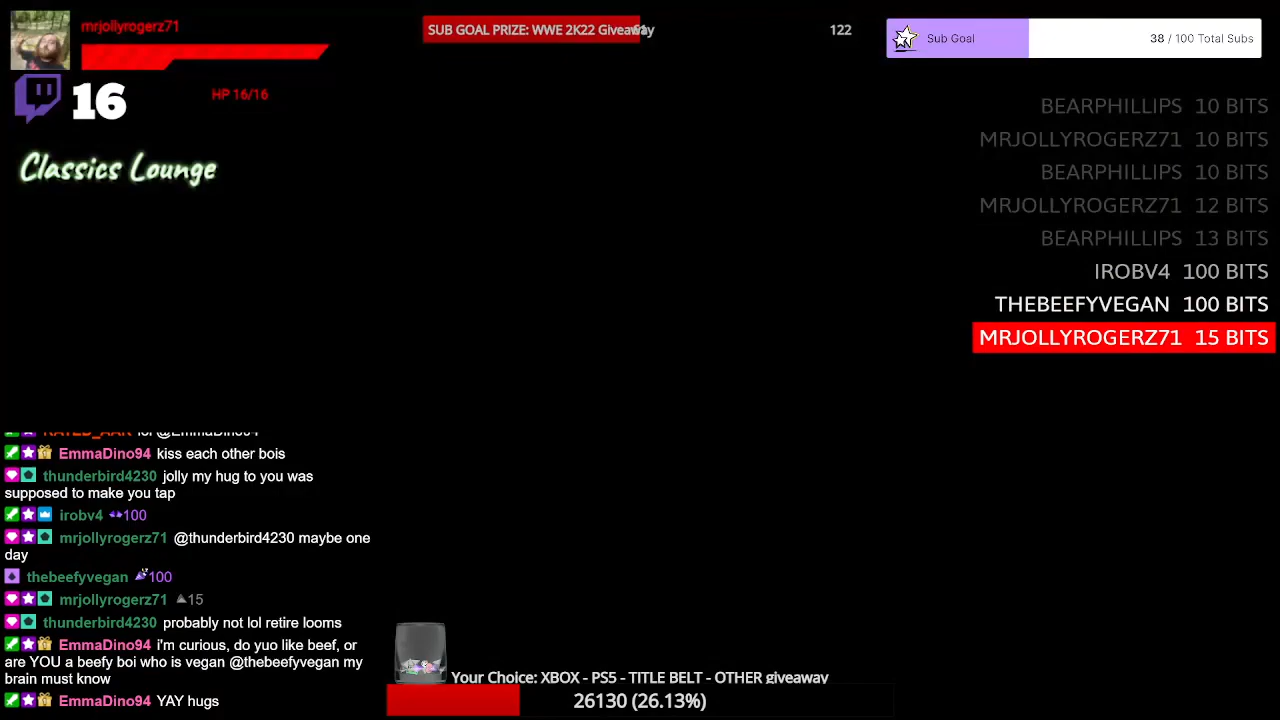 mrjollyrogerz71
SUB GOAL PRIZE: WWE 2K22 Giveaway
122
Sub Goal
38 / 100 Total Subs
16
HP 16/16
Classics Lounge
BEARPHILLIPS 10 BITS
MRJOLLYROGERZ71 10 BITS
BEARPHILLIPS 10 BITS
MRJOLLYROGERZ71 12 BITS
BEARPHILLIPS 13 BITS
IROBV4 100 BITS
THEBEEFYVEGAN 100 BITS
MRJOLLYROGERZ71 15 BITS
EmmaDino94 kiss each other bois
thunderbird4230 jolly my hug to you was
supposed to make you tap
irobv4 100
mrjollyrogerz71 @thunderbird4230 maybe one
day
thebeefyvegan 100
mrjollyrogerz71 15
thunderbird4230 probably not lol retire looms
EmmaDino94 i'm curious, do yuo like beef, or
are YOU a beefy boi who is vegan @thebeefyvegan my
brain must know
EmmaDino94 YAY hugs
Your Choice: XBOX - PS5 - TITLE BELT - OTHER giveaway
26130 (26.13%)